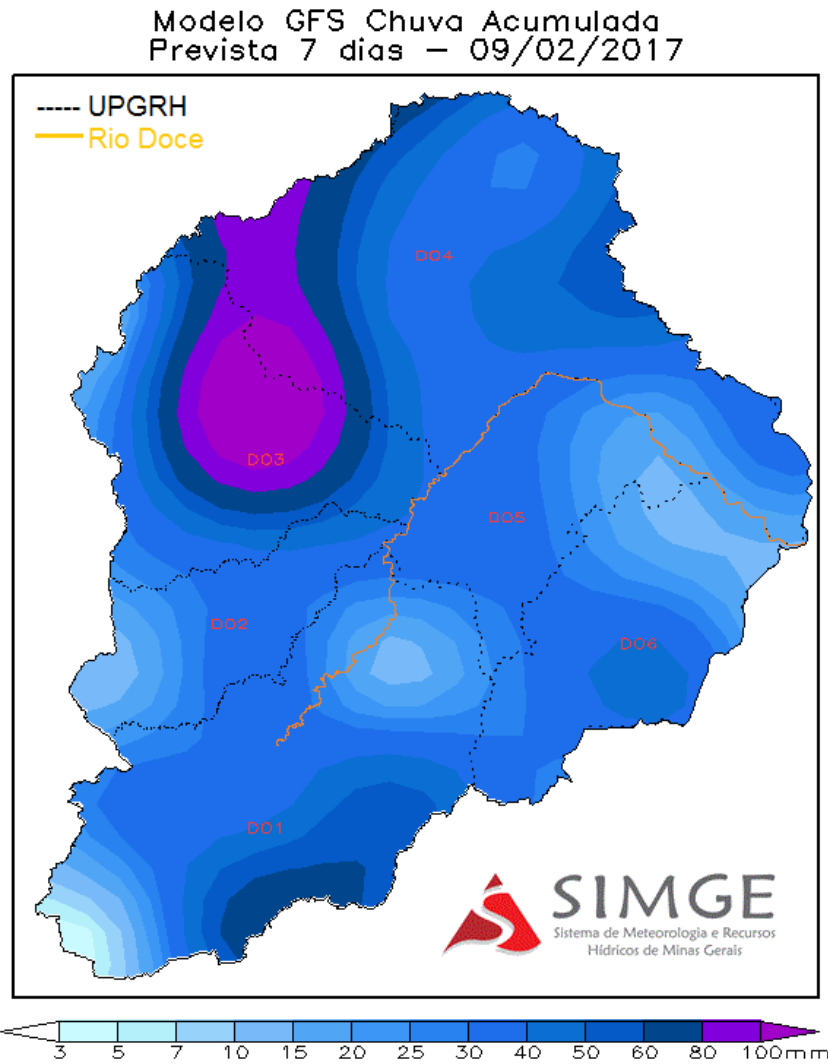 Modelo GFS Chuva Acumulada
Prevista 7 dias - 09/02/2017
----- UPGRH
Rio Doce
DO4
DO3
DO5
DO2
DO6
DO1
SIMGE
Sistema de Meteorologia e Recursos
Hídricos de Minas Gerais
3 5 7 10 15 20 25 30 40 50 60 80 100mm